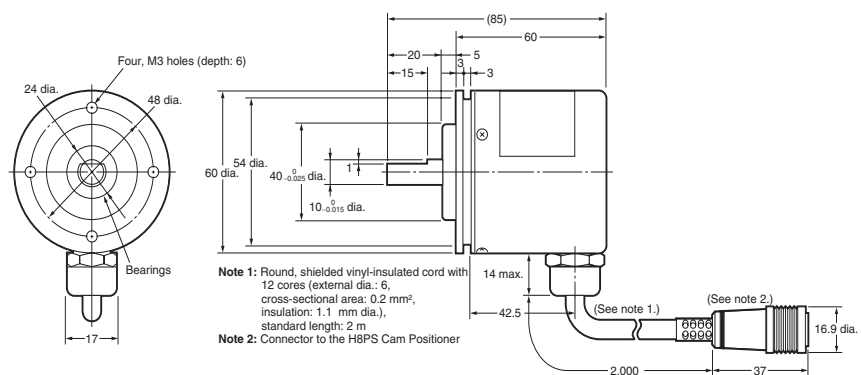 Four, M3 holes (depth: 6)
24 dia.
48 dia.
Bearings
17
(85)
60
20
5
3
15
3
60 dia.
54 dia.
40 0 -0.025 dia.
1
10 0 -0.015 dia.
14 max.
42.5
Note 1: Round, shielded vinyl-insulated cord with
12 cores (external dia.: 6,
cross-sectional area: 0.2 mm²,
insulation: 1.1 mm dia.),
standard length: 2 m
Note 2: Connector to the H8PS Cam Positioner
(See note 1.)
(See note 2.)
16.9 dia.
2.000
37